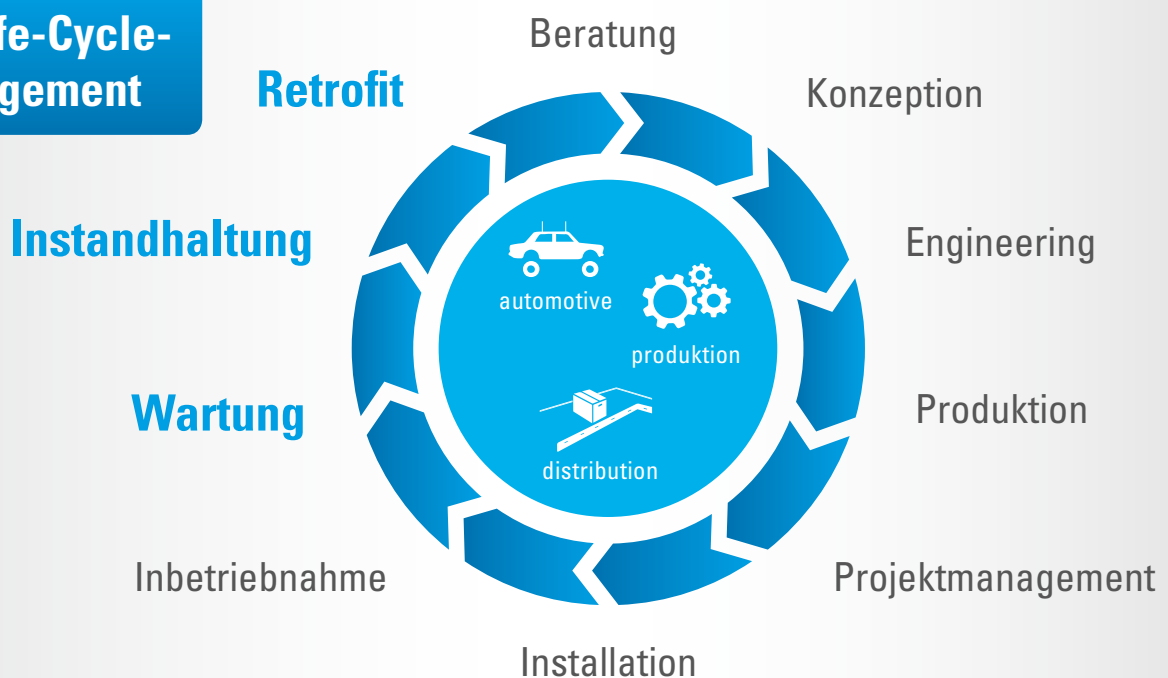 fe-Cycle-
gement
Beratung
Retrofit
Konzeption
Instandhaltung
Engineering
automotive
produktion
Wartung
Produktion
distribution
Inbetriebnahme
Projektmanagement
Installation